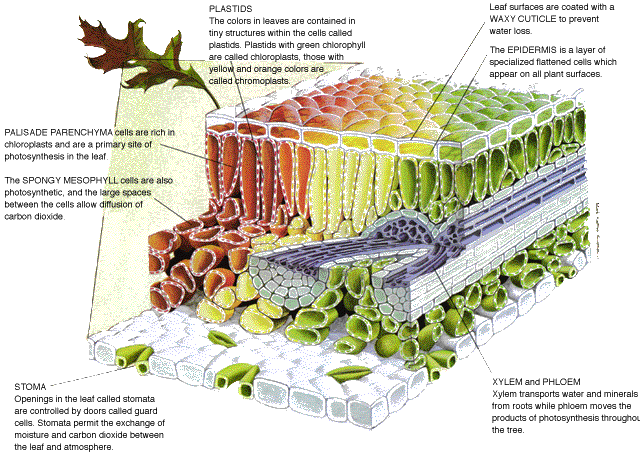 PLASTIDS
The colors in leaves are contained in
tiny structures within the cells called
plastids. Plastids with green chlorophyll
are called chloroplasts, those with
yellow and orange colors are
called chromoplasts.
Leaf surfaces are coated with a
WAXY CUTICLE to prevent
water loss.
The EPIDERMIS is a layer of
specialized flattened cells which
appear on all plant surfaces.
PALISADE PARENCHYMA cells are rich in
chloroplasts and are a primary site of
photosynthesis in the leaf.
The SPONGY MESOPHYLL cells are also
photosynthetic, and the large spaces
between the cells allow diffusion of
carbon dioxide.
STOMA
Openings in the leaf called stomata
are controlled by doors called guard
cells. Stomata permit the exchange of
moisture and carbon dioxide between
the leaf and atmosphere.
XYLEM and PHLOEM
Xylem transports water and minerals
from roots while phloem moves the
products of photosynthesis throughou
the tree.